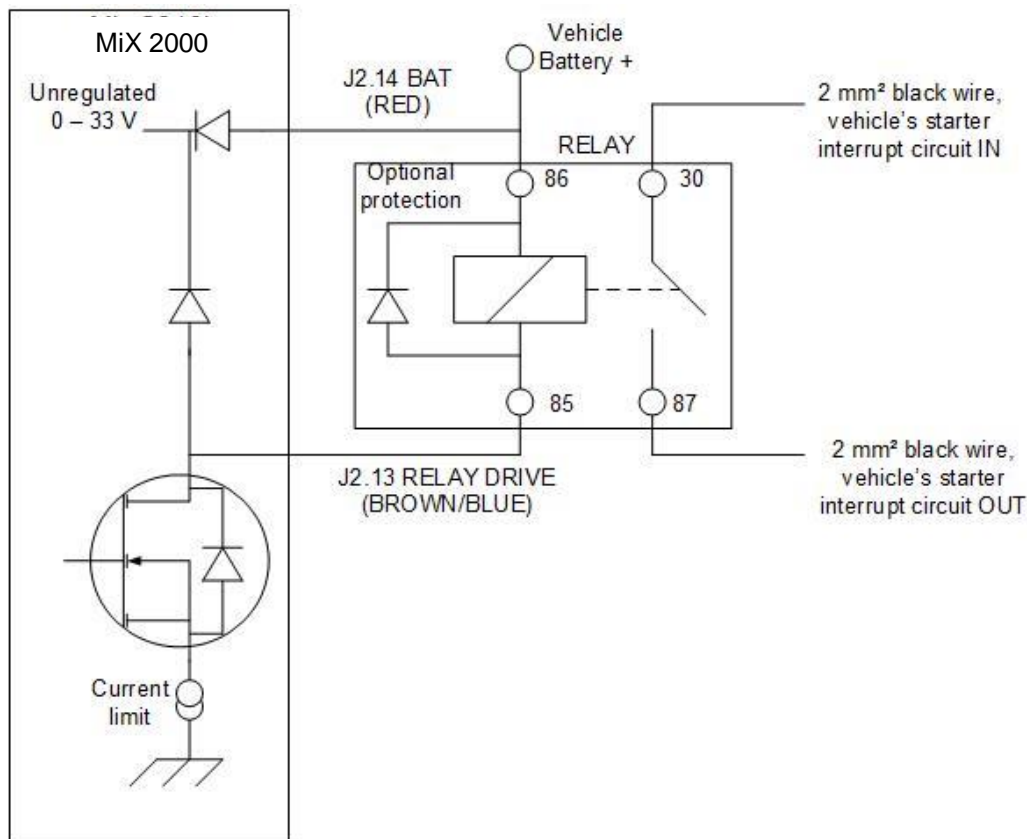 MiX 2000
Unregulated
0 – 33 V
J2.14 BAT
(RED)
Vehicle
Battery +
RELAY
Optional
protection
86
30
2 mm² black wire,
vehicle's starter
interrupt circuit IN
85
87
J2.13 RELAY DRIVE
(BROWN/BLUE)
2 mm² black wire,
vehicle's starter
interrupt circuit OUT
Current
limit